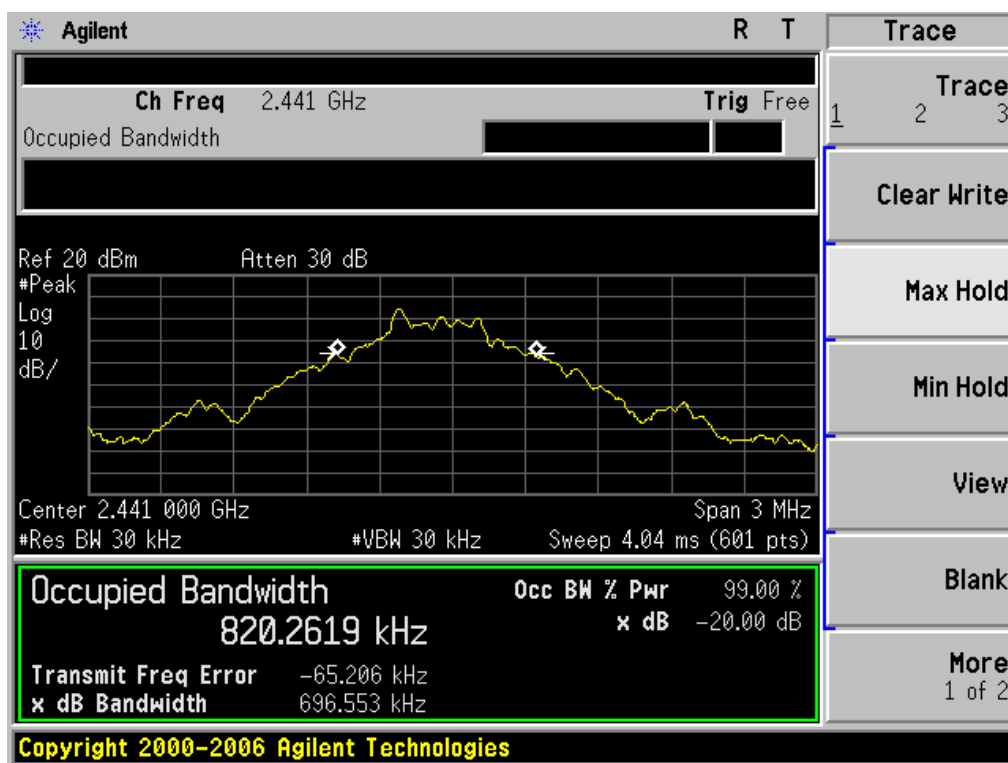 Agilent R T
Ch Freq 2.441 GHz Trig Free
Occupied Bandwidth
Ref 20 dBm Atten 30 dB
#Peak
Log
10
dB/
Center 2.441 000 GHz Span 3 MHz
#Res BW 30 kHz #VBW 30 kHz Sweep 4.04 ms (601 pts)
Occupied Bandwidth Occ BW % Pwr 99.00 %
820.2619 kHz x dB -20.00 dB
Transmit Freq Error -65.206 kHz
x dB Bandwidth 696.553 kHz
Copyright 2000-2006 Agilent Technologies
Trace
Trace
1 2 3
Clear Write
Max Hold
Min Hold
View
Blank
More
1 of 2